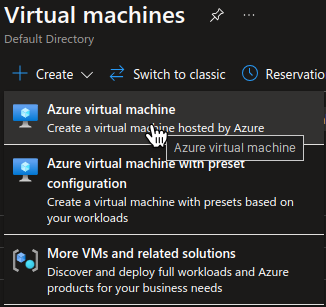 Virtual machines
Default Directory
Create
Switch to classic
Reservatio
Azure virtual machine
Create a virtual machine hosted by Azure
Azure virtual machine
Azure virtual machine with preset
configuration
Create a virtual machine with presets based on
your workloads
More VMs and related solutions
Discover and deploy full workloads and Azure
products for your business needs